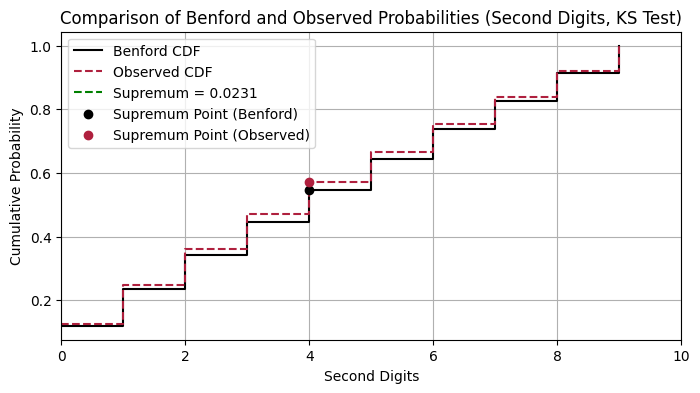 Comparison of Benford and Observed Probabilities (Second Digits, KS Test)
Benford CDF
Observed CDF
Supremum = 0.0231
Supremum Point (Benford)
Supremum Point (Observed)
Cumulative Probability
1.0
0.8
0.6
0.4
0.2
0 2 4 6 8 10
Second Digits